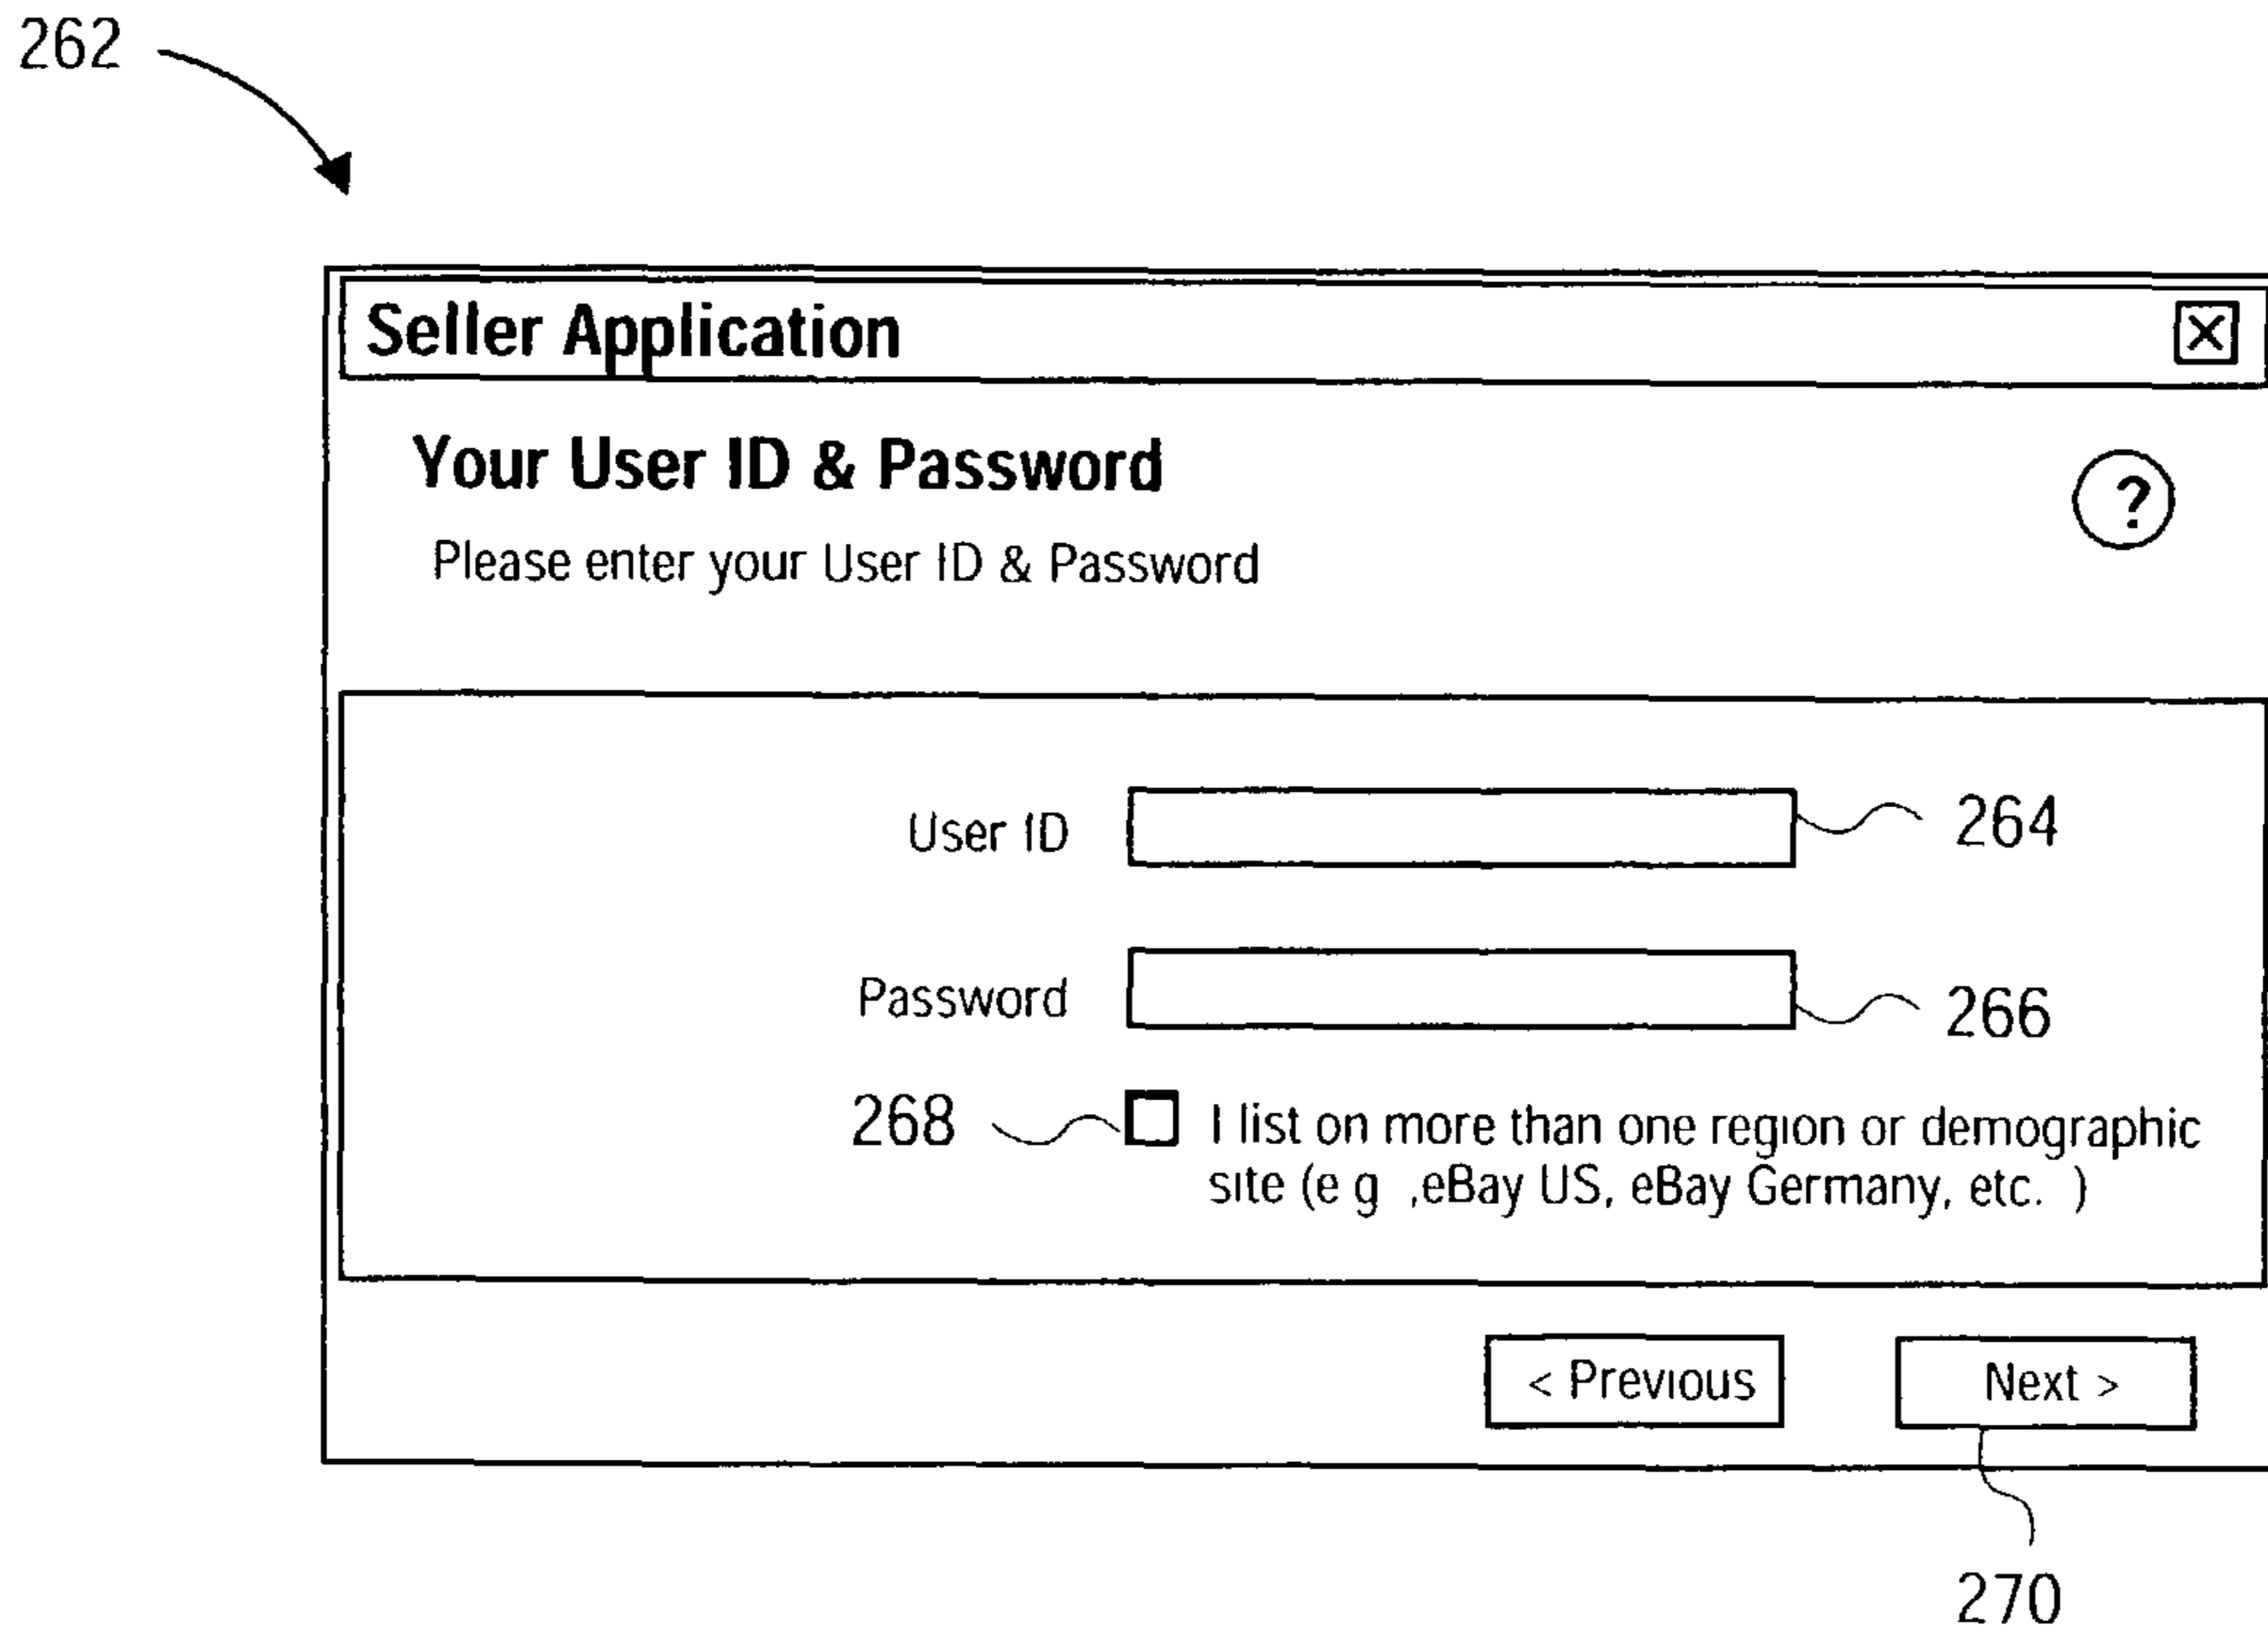 262
Seller Application
Your User ID & Password
?
Please enter your User ID & Password
User ID
264
Password
266
268
I list on more than one region or demographic
site (e g ,eBay US, eBay Germany, etc. )
< Previous
Next >
270